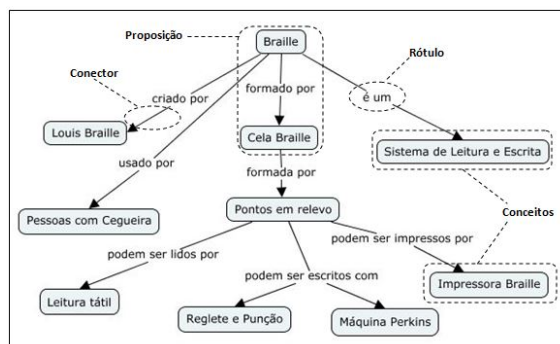 Proposição
Braille
Rótulo
Conector
criado por
formado por
é um
Louis Braille
Cela Braille
Sistema de Leitura e Escrita
usado por
formada por
Pessoas com Cegueira
Pontos em relevo
Conceitos
podem ser lidos por
podem ser impressos por
podem ser escritos com
Leitura tátil
Impressora Braille
Reglete e Punção
Máquina Perkins